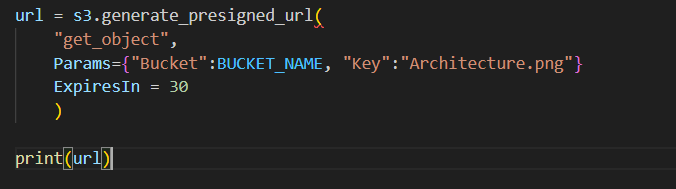 url = s3.generate_presigned_url(
"get_object",
Params={"Bucket":BUCKET_NAME, "Key":"Architecture.png"}
ExpiresIn = 30
)
print(url)